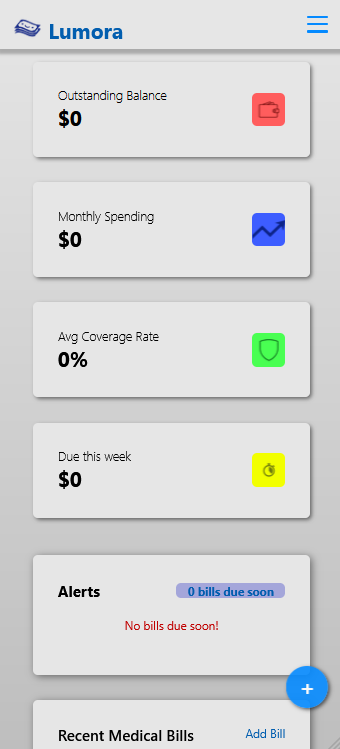 Lumora
Outstanding Balance
$0
Monthly Spending
$0
Avg Coverage Rate
0%
Due this week
$0
Alerts 0 bills due soon
No bills due soon!
+
Recent Medical Bills Add Bill